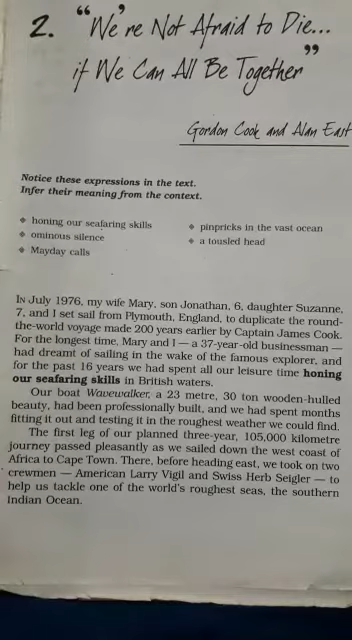 2. "We're Not Afraid to Die...
if We Can All Be Together"
Gordon Cook and Alan East
Notice these expressions in the text.
Infer their meaning from the context.
❖ honing our seafaring skills
❖ ominous silence
❖ Mayday calls
❖ pinpricks in the vast ocean
❖ a tousled head
IN July 1976, my wife Mary, son Jonathan, 6, daughter Suzanne,
7, and I set sail from Plymouth, England, to duplicate the round-
the-world voyage made 200 years earlier by Captain James Cook.
For the longest time, Mary and I — a 37-year-old businessman —
had dreamt of sailing in the wake of the famous explorer, and
for the past 16 years we had spent all our leisure time honing
our seafaring skills in British waters.
Our boat Wavewalker, a 23 metre, 30 ton wooden-hulled
beauty, had been professionally built, and we had spent months
fitting it out and testing it in the roughest weather we could find.
The first leg of our planned three-year, 105,000 kilometre
journey passed pleasantly as we sailed down the west coast of
Africa to Cape Town. There, before heading east, we took on two
crewmen — American Larry Vigil and Swiss Herb Seigler — to
help us tackle one of the world's roughest seas, the southern
Indian Ocean.